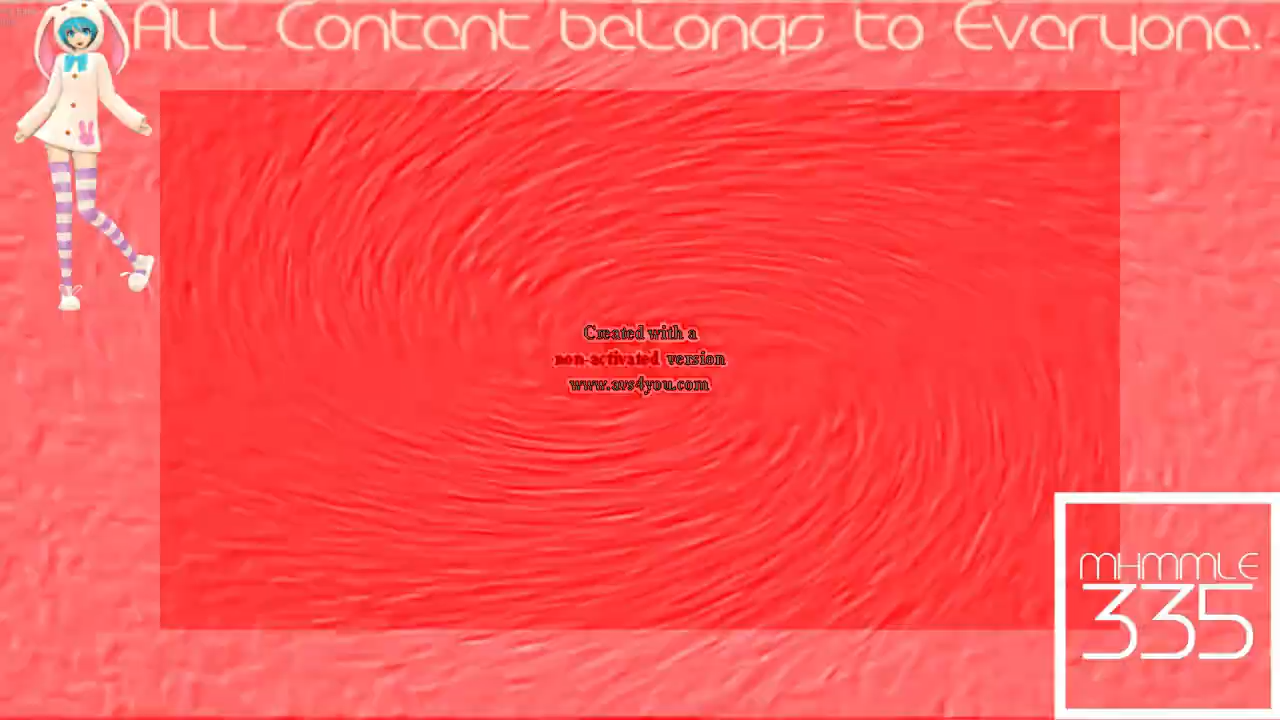 ALL Content belongs to Everyone.
Created with a
non-activated version
www.avs4you.com
MHMMLE
335